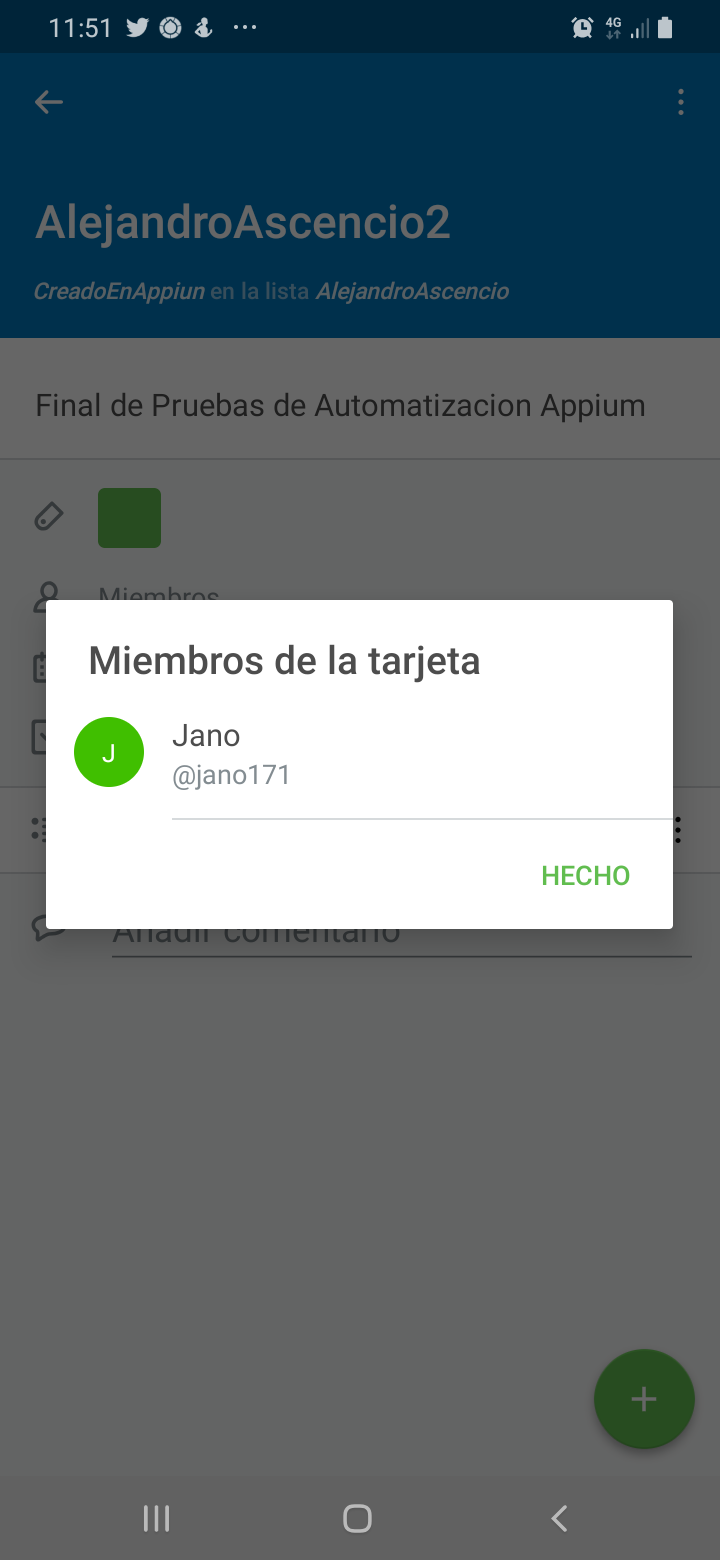 11:51
4G
AlejandroAscencio2
CreadoEnAppiun en la lista AlejandroAscencio
Final de Pruebas de Automatizacion Appium
Miembros
Miembros de la tarjeta
J
Jano
@jano171
HECHO
Añadir comentario